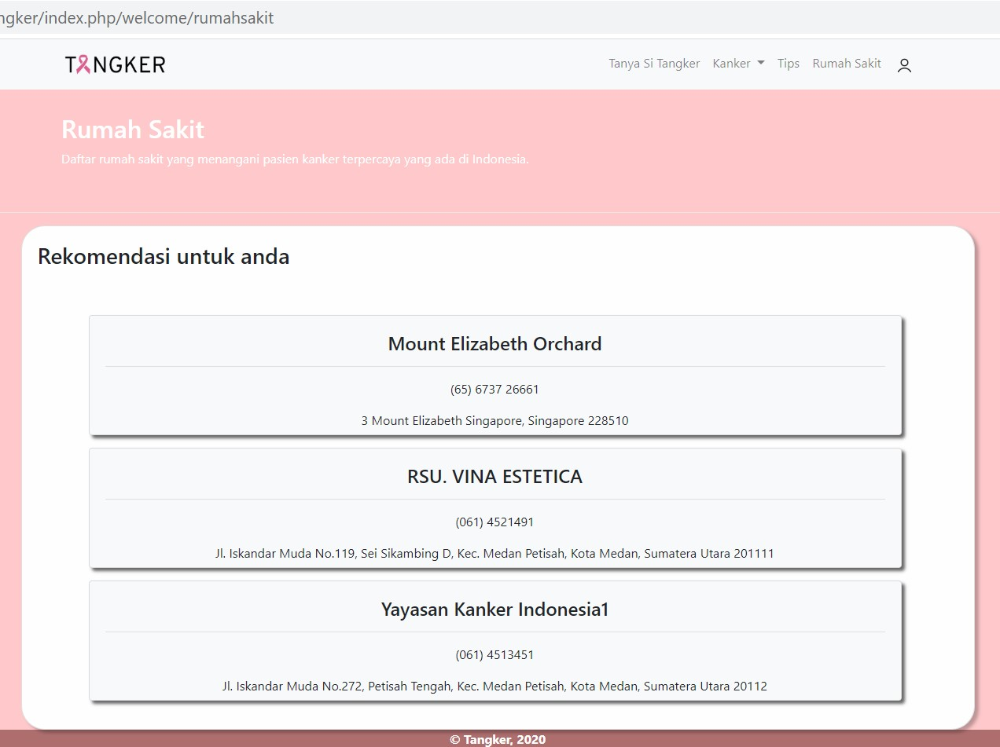 ngker/index.php/welcome/rumahsakit
TANGKER
Tanya Si Tangker Kanker Tips Rumah Sakit
Rumah Sakit
Daftar rumah sakit yang menangani pasien kanker terpercaya yang ada di Indonesia.
Rekomendasi untuk anda
Mount Elizabeth Orchard
(65) 6737 26661
3 Mount Elizabeth Singapore, Singapore 228510
RSU. VINA ESTETICA
(061) 4521491
Jl. Iskandar Muda No.119, Sei Sikambing D, Kec. Medan Petisah, Kota Medan, Sumatera Utara 201111
Yayasan Kanker Indonesia1
(061) 4513451
Jl. Iskandar Muda No.272, Petisah Tengah, Kec. Medan Petisah, Kota Medan, Sumatera Utara 20112
© Tangker, 2020